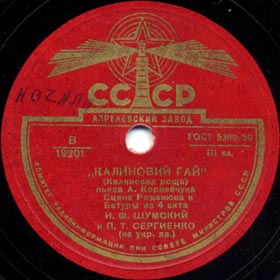 СССР
АПРЕЛЕВСКИЙ ЗАВОД
В
19201
ГОСТ 5289-50
III кл.
„КАЛИНОВИЙ ГАЙ"
(Калиновая роща)
пьеса А. Корнейчука
Сцена Романюка и
Батуры из 4 акта
И. Ф. ШУМСКИЙ
и П. Т. СЕРГИЕНКО
(на укр. яз.)
КОМИТЕТ РАДИОИНФОРМАЦИИ ПРИ СОВЕТЕ МИНИСТРОВ СССР